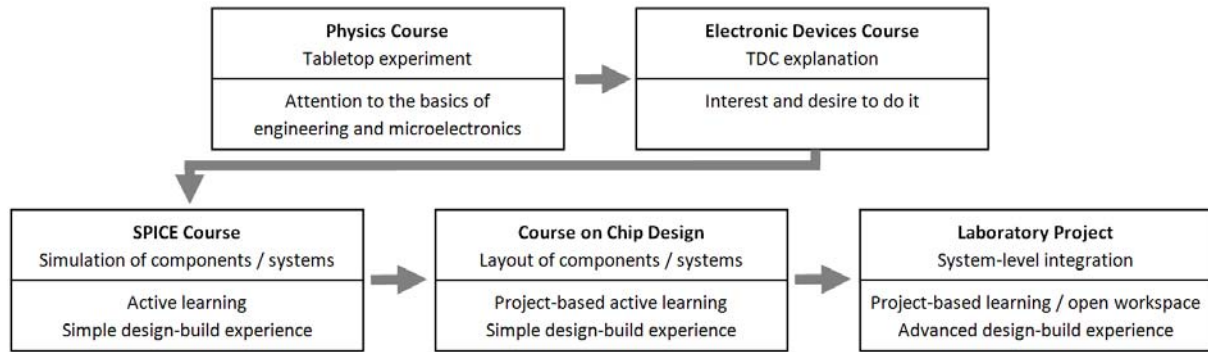 Physics Course
Tabletop experiment
Attention to the basics of
engineering and microelectronics
Electronic Devices Course
TDC explanation
Interest and desire to do it
SPICE Course
Simulation of components / systems
Active learning
Simple design-build experience
Course on Chip Design
Layout of components / systems
Project-based active learning
Simple design-build experience
Laboratory Project
System-level integration
Project-based learning / open workspace
Advanced design-build experience